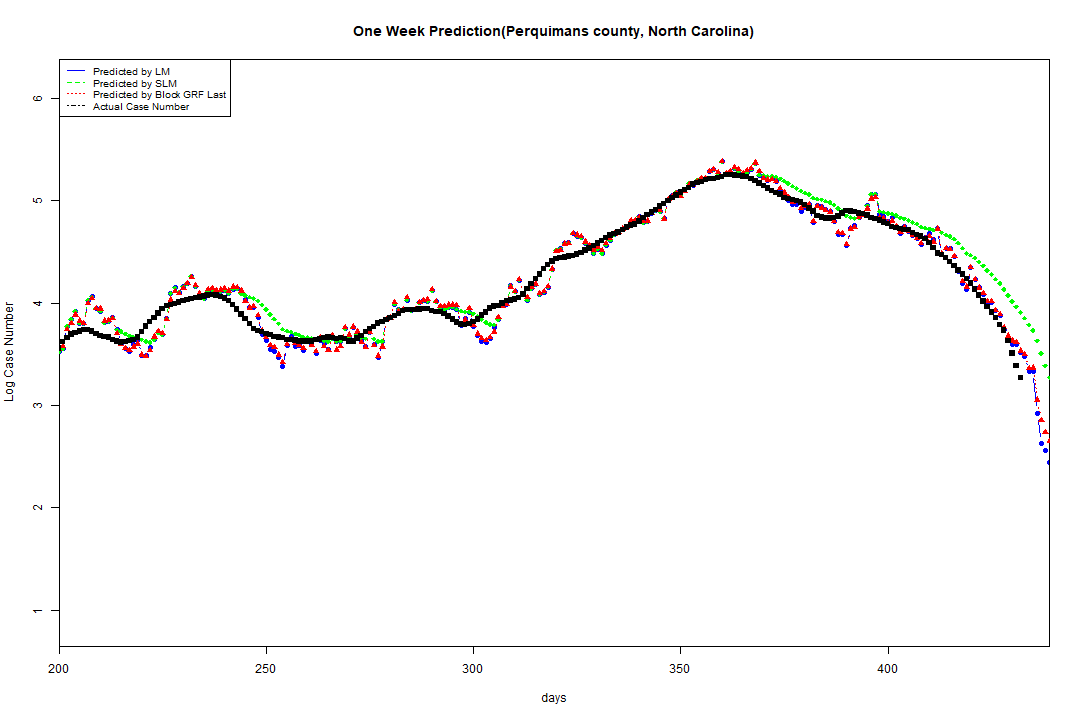 One Week Prediction(Perquimans county, North Carolina)
Predicted by LM
Predicted by SLM
Predicted by Block GRF Last
Actual Case Number
6
5
4
3
2
1
Log Case Number
200 250 300 350 400
days